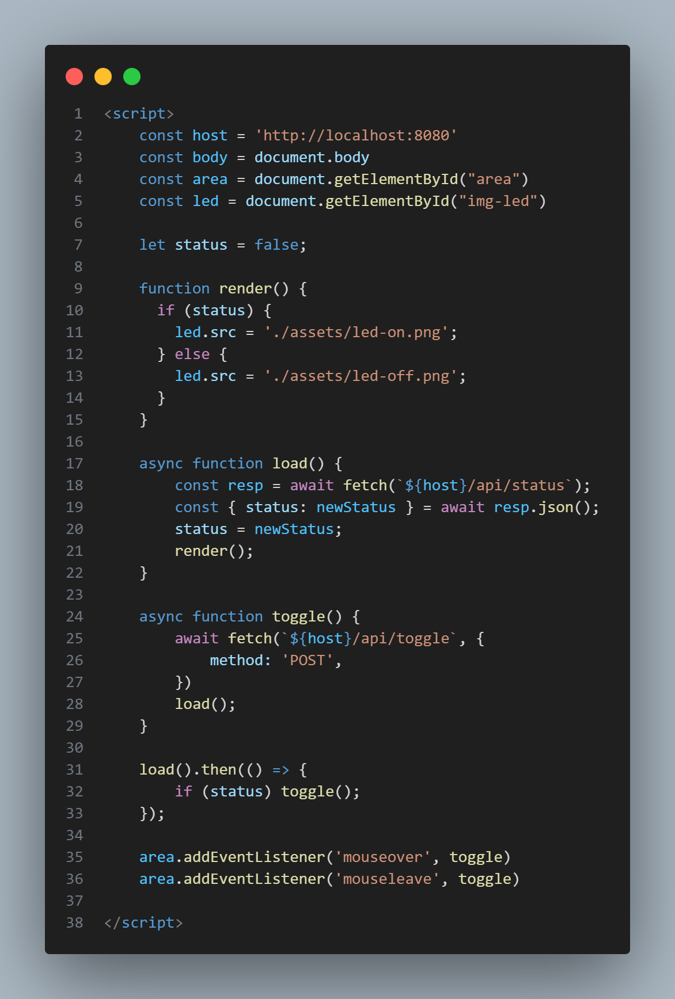 1 <script>
2     const host = 'http://localhost:8080'
3     const body = document.body
4     const area = document.getElementById("area")
5     const led = document.getElementById("img-led")
6
7     let status = false;
8
9     function render() {
10       if (status) {
11         led.src = './assets/led-on.png';
12       } else {
13         led.src = './assets/led-off.png';
14       }
15     }
16
17     async function load() {
18         const resp = await fetch(`${host}/api/status`);
19         const { status: newStatus } = await resp.json();
20         status = newStatus;
21         render();
22     }
23
24     async function toggle() {
25         await fetch(`${host}/api/toggle`, {
26             method: 'POST',
27         })
28         load();
29     }
30
31     load().then(() => {
32         if (status) toggle();
33     });
34
35     area.addEventListener('mouseover', toggle)
36     area.addEventListener('mouseleave', toggle)
37
38 </script>